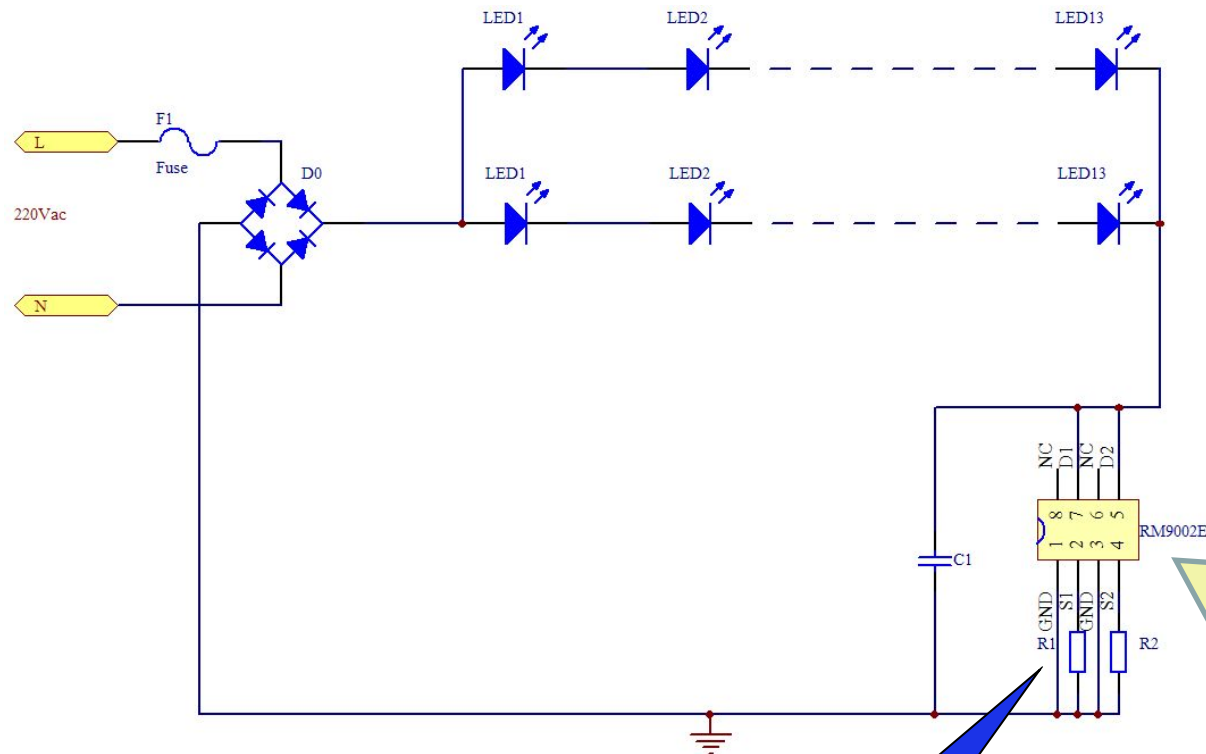 LED1 LED2 LED13
F1
L
Fuse
D0
LED1 LED2 LED13
220Vac
N
NC D1 NC D2
8 7 6 5
RM9002E
1 2 3 4
C1
GND S1 GND S2
R1 R2